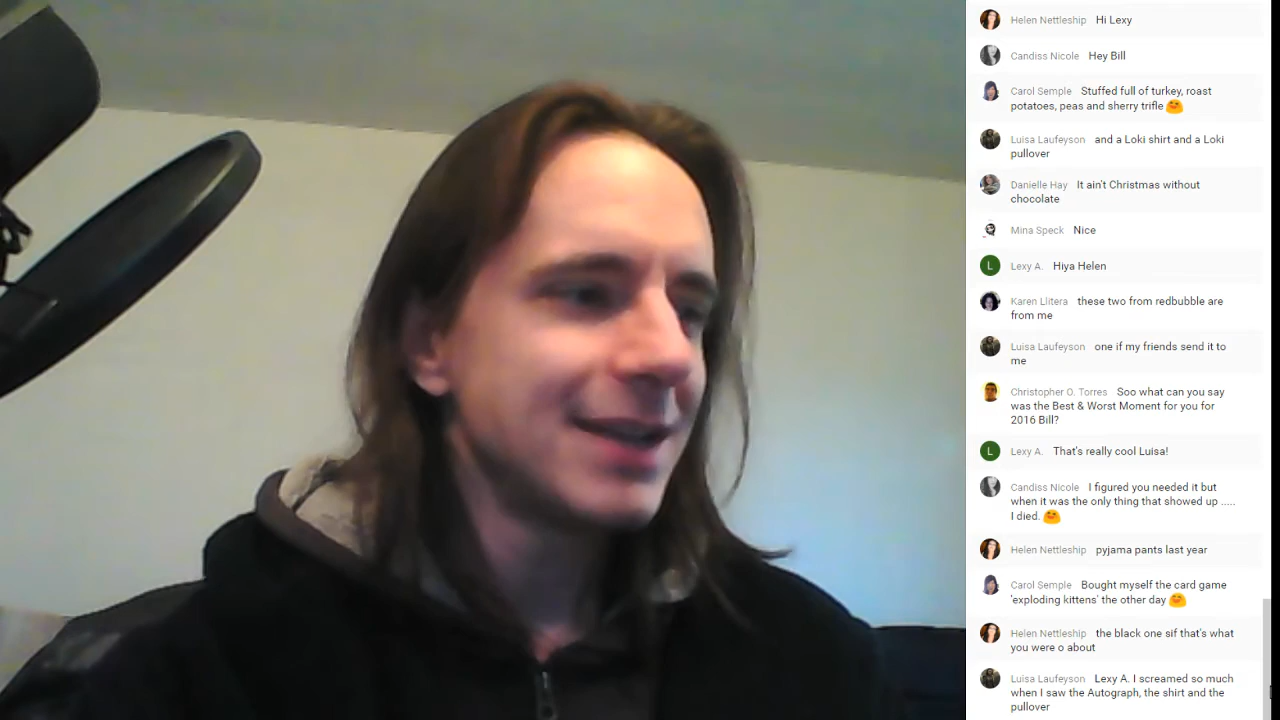 Helen Nettleship Hi Lexy
Candiss Nicole Hey Bill
Carol Semple Stuffed full of turkey, roast
potatoes, peas and sherry trifle
Luisa Laufeyson and a Loki shirt and a Loki
pullover
Danielle Hay It ain't Christmas without
chocolate
Mina Speck Nice
L Lexy A. Hiya Helen
Karen Llitera these two from redbubble are
from me
Luisa Laufeyson one if my friends send it to
me
Christopher O. Torres Soo what can you say
was the Best & Worst Moment for you for
2016 Bill?
L Lexy A. That's really cool Luisa!
Candiss Nicole I figured you needed it but
when it was the only thing that showed up .....
I died.
Helen Nettleship pyjama pants last year
Carol Semple Bought myself the card game
'exploding kittens' the other day
Helen Nettleship the black one sif that's what
you were o about
Luisa Laufeyson Lexy A. I screamed so much
when I saw the Autograph, the shirt and the
pullover